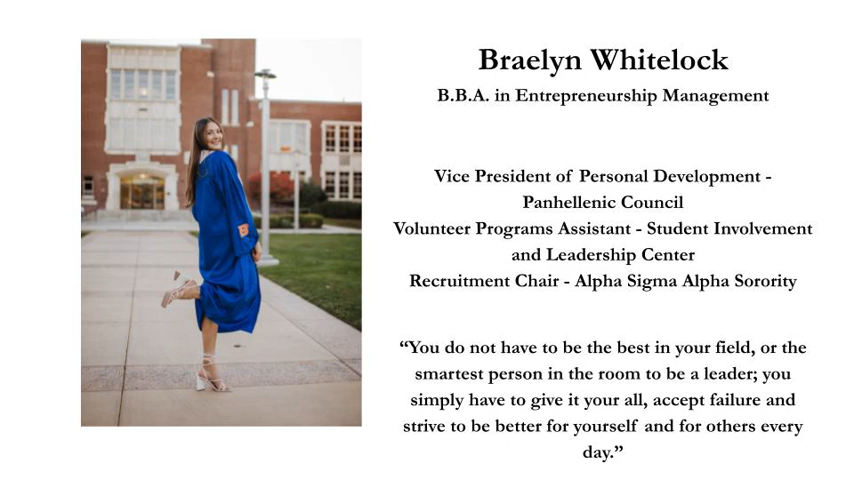 Braelyn Whitelock
B.B.A. in Entrepreneurship Management
Vice President of Personal Development -
Panhellenic Council
Volunteer Programs Assistant - Student Involvement
and Leadership Center
Recruitment Chair - Alpha Sigma Alpha Sorority
“You do not have to be the best in your field, or the
smartest person in the room to be a leader; you
simply have to give it your all, accept failure and
strive to be better for yourself and for others every
day.”
B